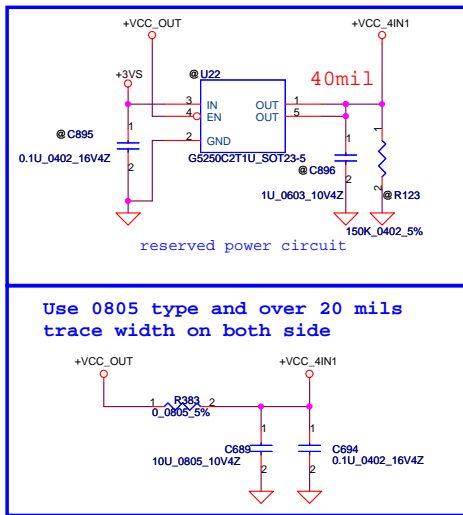 +VCC_OUT
+VCC_4IN1
+3VS
@ U22
40mil
3 IN OUT 1
4 EN OUT 5
2 GND
G5250C2T1U_SOT23-5
@ C895
0.1U_0402_16V4Z
1
2
@ C896
1U_0603_10V4Z
1
2
1
2
@ R123
150K_0402_5%
reserved power circuit
Use 0805 type and over 20 mils
trace width on both side
+VCC_OUT
+VCC_4IN1
1 R383 2
0_0805_5%
1
C689
10U_0805_10V4Z
2
1
C694
0.1U_0402_16V4Z
2